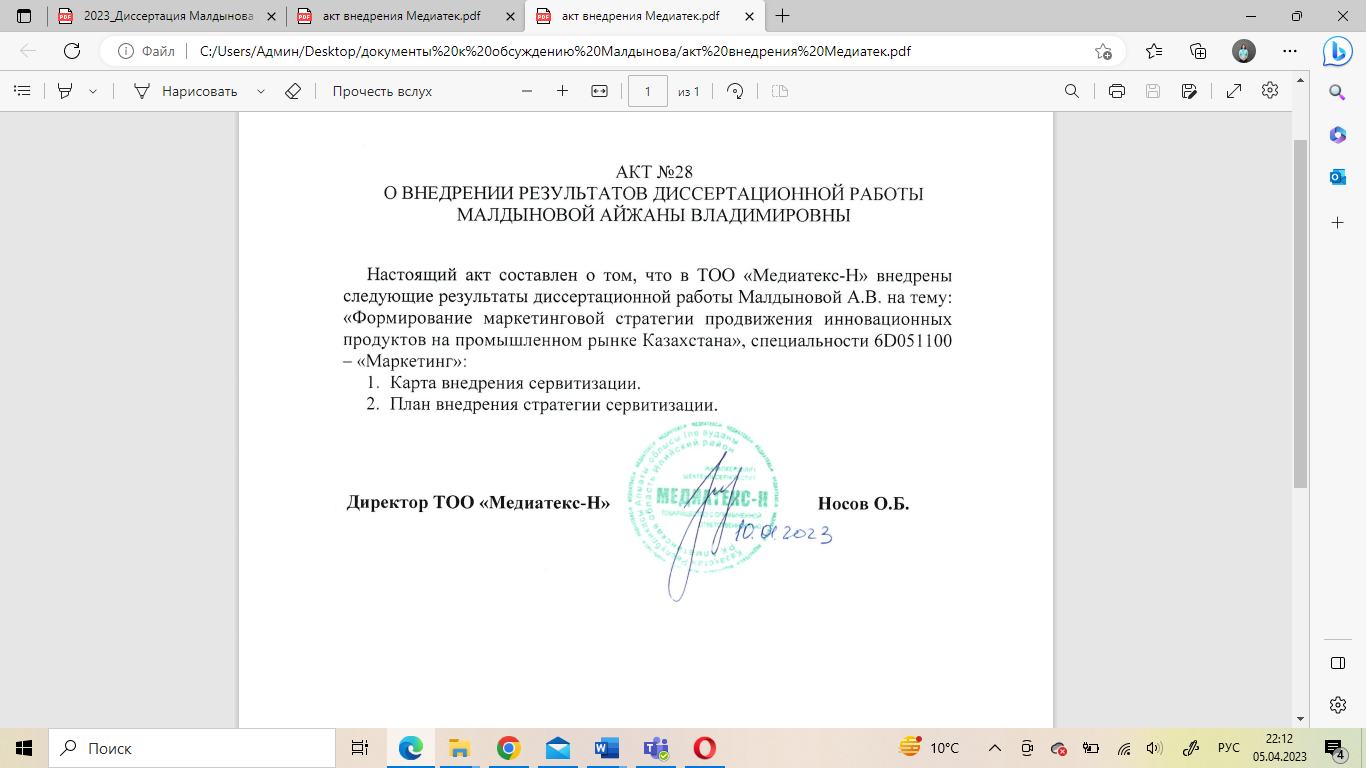 2023_Диссертация Малдынова
акт внедрения Медиатек.pdf
акт внедрения Медиатек.pdf
Файл
C:/Users/Админ/Desktop/документы%20к%20обсуждению%20Малдынова/акт%20внедрения%20Медиатек.pdf
Нарисовать
Прочесть вслух
1
из 1
АКТ №28
О ВНЕДРЕНИИ РЕЗУЛЬТАТОВ ДИССЕРТАЦИОННОЙ РАБОТЫ
МАЛДЫНОВОЙ АЙЖАНЫ ВЛАДИМИРОВНЫ
Настоящий акт составлен о том, что в ТОО «Медиатекс-Н» внедрены
следующие результаты диссертационной работы Малдыновой А.В. на тему:
«Формирование маркетинговой стратегии продвижения инновационных
продуктов на промышленном рынке Казахстана», специальности 6D051100
– «Маркетинг»:
1. Карта внедрения сервитизации.
2. План внедрения стратегии сервитизации.
МЕДИАТЕКС-Н
Директор ТОО «Медиатекс-Н»
Носов О.Б.
10.01.2023
Поиск
10°C
РУС
22:12
05.04.2023
4